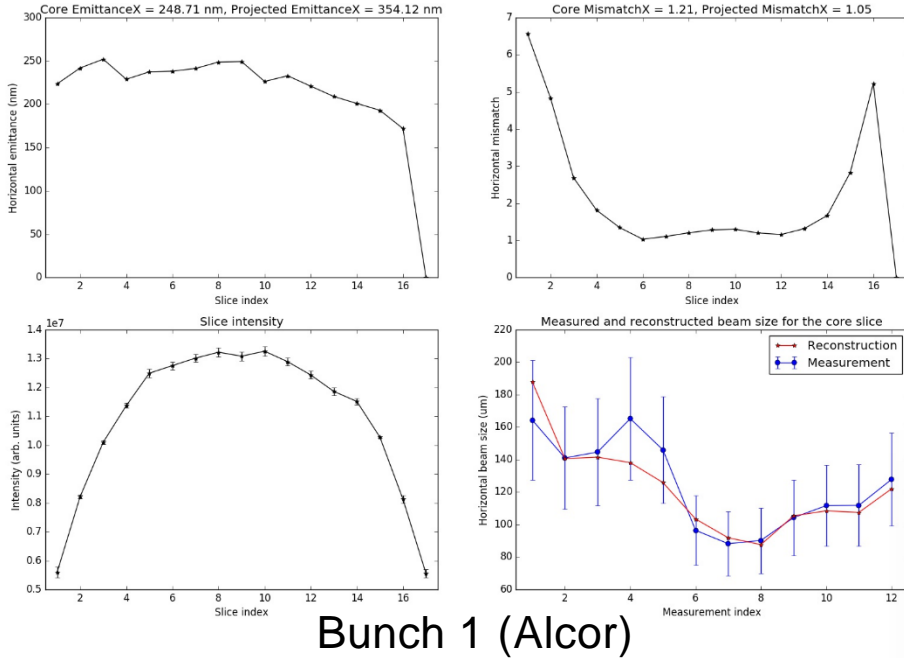 Core EmittanceX = 248.71 nm, Projected EmittanceX = 354.12 nm
300
250
200
150
100
50
0
Horizontal emittance (nm)
2 4 6 8 10 12 14 16
Slice index
Core MismatchX = 1.21, Projected MismatchX = 1.05
7
6
5
4
3
2
1
0
Horizontal mismatch
2 4 6 8 10 12 14 16
Slice index
Slice intensity
1e7
1.4
1.3
1.2
1.1
1.0
0.9
0.8
0.7
0.6
0.5
Intensity (arb. units)
2 4 6 8 10 12 14 16
Slice index
Measured and reconstructed beam size for the core slice
220
200
180
160
140
120
100
80
60
Horizontal beam size (um)
Reconstruction
Measurement
2 4 6 8 10 12
Measurement index
Bunch 1 (Alcor)